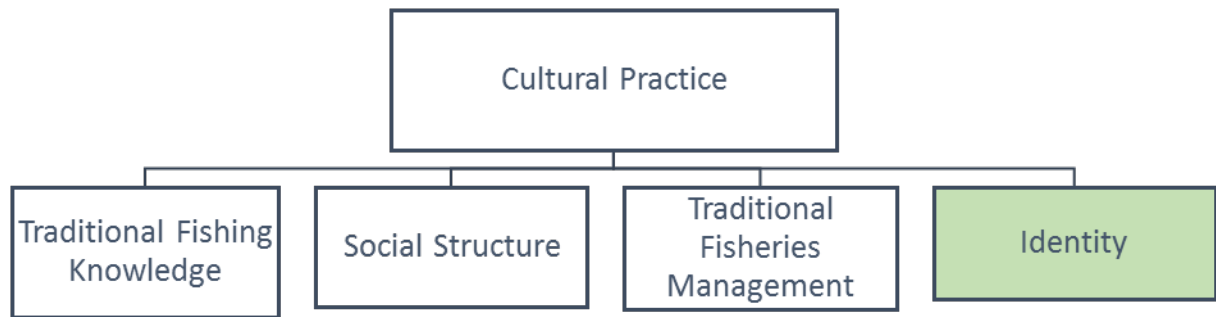 Cultural Practice
Traditional Fishing
Knowledge
Social Structure
Traditional
Fisheries
Management
Identity